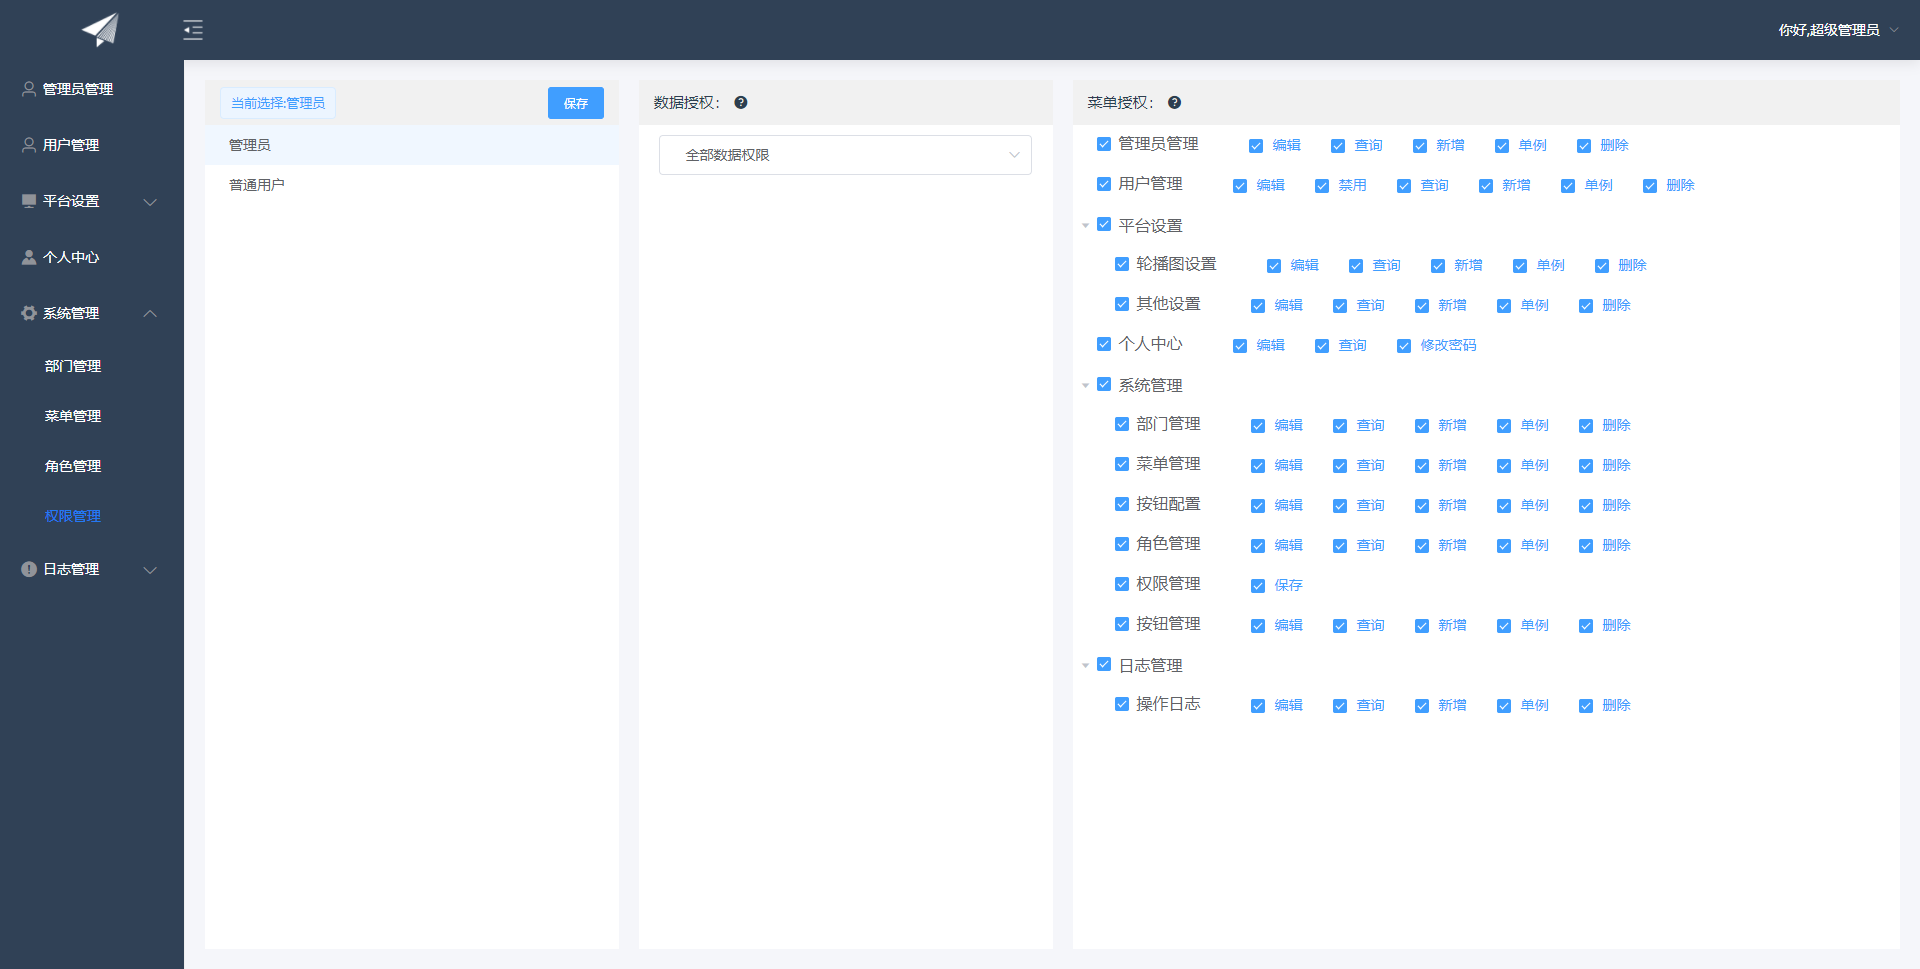 你好,超级管理员
管理员管理
用户管理
平台设置
个人中心
系统管理
部门管理
菜单管理
角色管理
权限管理
日志管理
当前选择:管理员 保存
管理员
普通用户
数据授权：
全部数据权限
菜单授权：
管理员管理 编辑 查询 新增 单例 删除
用户管理 编辑 禁用 查询 新增 单例 删除
平台设置
轮播图设置 编辑 查询 新增 单例 删除
其他设置 编辑 查询 新增 单例 删除
个人中心 编辑 查询 修改密码
系统管理
部门管理 编辑 查询 新增 单例 删除
菜单管理 编辑 查询 新增 单例 删除
按钮配置 编辑 查询 新增 单例 删除
角色管理 编辑 查询 新增 单例 删除
权限管理 保存
按钮管理 编辑 查询 新增 单例 删除
日志管理
操作日志 编辑 查询 新增 单例 删除